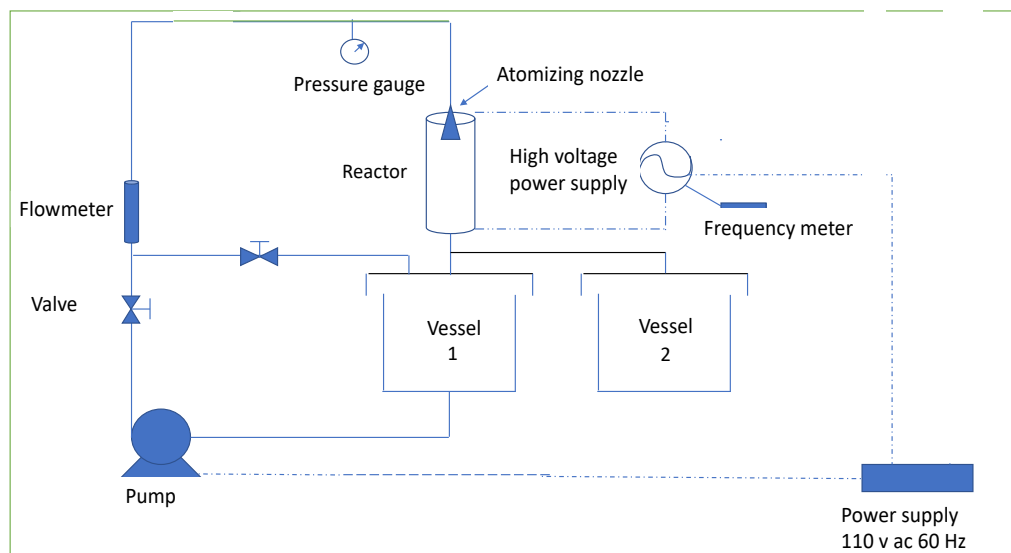 Atomizing nozzle
Pressure gauge
High voltage
power supply
Reactor
Flowmeter
Frequency meter
Valve
Vessel
1
Vessel
2
Pump
Power supply
110 v ac 60 Hz